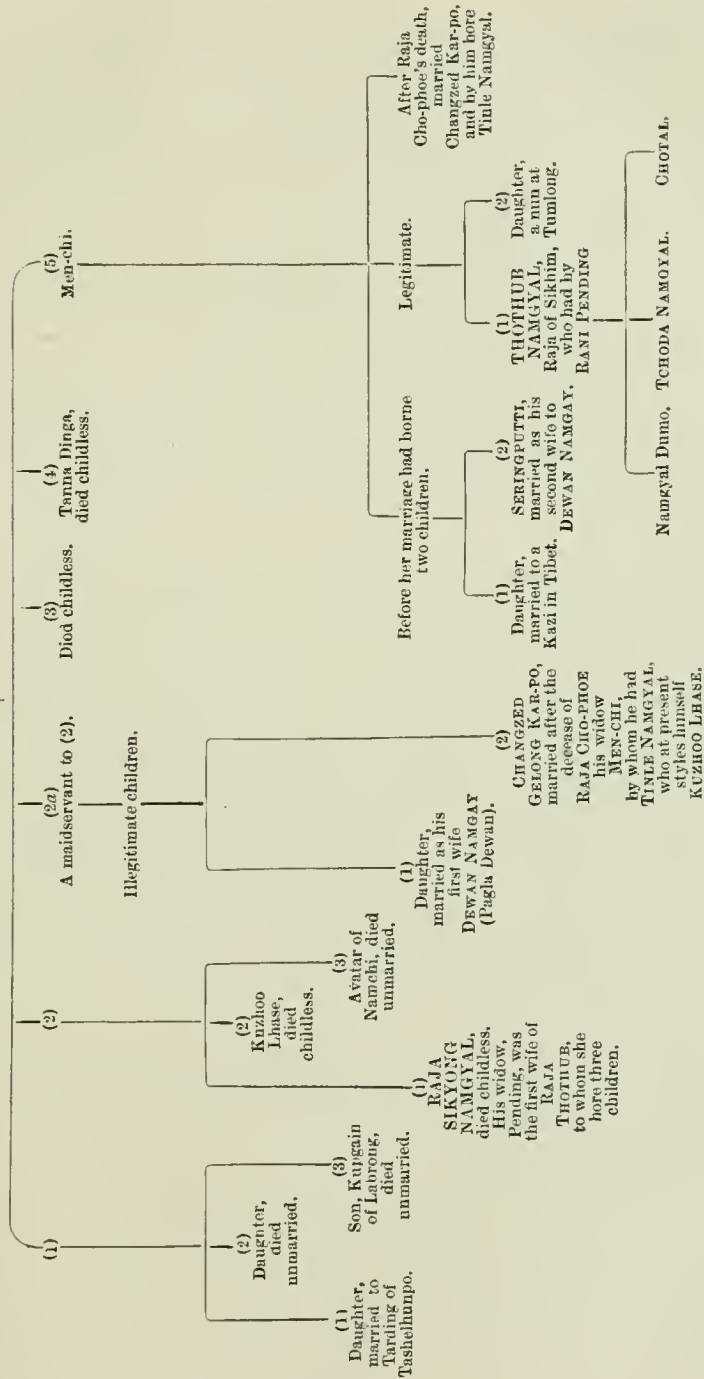 (1)
(2)
(2a)
A maidservant to (2).
(3)
Died childless.
(4)
Tanna Dinga,
died childless.
(5)
Men-chi.
Illegitimate children.
(1)
Daughter,
married to
Tarding of
Tashelhunpo.
(2)
Daughter,
died
unmarried.
(3)
Son, Kupgain
of Labrong,
died
unmarried.
(1)
RAJA
SIKYONG
NAMGYAL,
died childless.
His widow,
Pending, was
the first wife of
RAJA
THOTHUB,
to whom she
bore three
children.
(2)
Kuzhoo
Lhase,
died
childless.
(3)
Avatar of
Namchi, died
unmarried.
(1)
Daughter,
married as his
first wife
DEWAN NAMGAY
(Pagla Dewan).
(2)
CHANGZED
GELONG KAR-PO,
married after the
decease of
RAJA CHO-PHOE
his widow
MEN-CHI,
by whom he had
TINLE NAMGYAL,
who at present
styles himself
KUZHOO LHASE.
Before her marriage had borne
two children.
Legitimate.
After Raja
Cho-phoe's death,
married
Changzed Kar-po,
and by him bore
Tinle Namgyal.
(1)
Daughter,
married to a
Kazi in Tibet.
(2)
SERINGPUTTI,
married as his
second wife to
DEWAN NAMGAY.
(1)
THOTHUB
NAMGYAL,
Raja of Sikhim,
who had by
RANI PENDING
(2)
Daughter,
a nun at
Tumlong.
Namgyal Dumo. TCHODA NAMGYAL. CHOTAL.